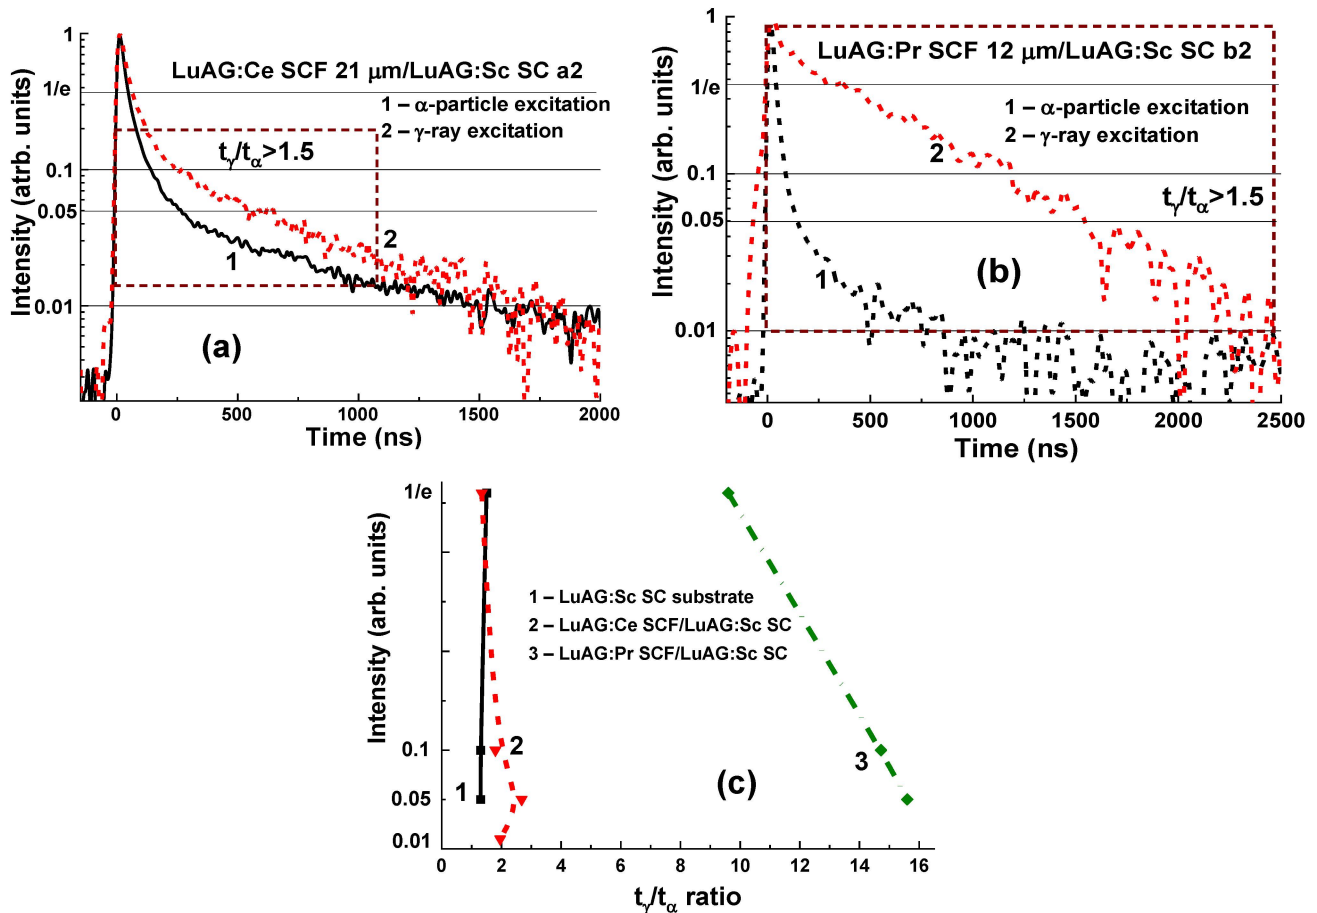 LuAG:Ce SCF 21 μm/LuAG:Sc SC a2
1 – α-particle excitation
2 – γ-ray excitation
tγ/tα>1.5
1
2
(a)
Intensity (atrb. units)
1
1/e
0.1
0.05
0.01
0 500 1000 1500 2000
Time (ns)
LuAG:Pr SCF 12 μm/LuAG:Sc SC b2
1 – α-particle excitation
2 – γ-ray excitation
2
tγ/tα>1.5
1
(b)
Intensity (arb. units)
1
1/e
0.1
0.05
0.01
0 500 1000 1500 2000 2500
Time (ns)
Intensity (arb. units)
1/e
0.1
0.05
0.01
1 – LuAG:Sc SC substrate
2 – LuAG:Ce SCF/LuAG:Sc SC
3 – LuAG:Pr SCF/LuAG:Sc SC
2
3
1
(c)
0 2 4 6 8 10 12 14 16
tγ/tα ratio